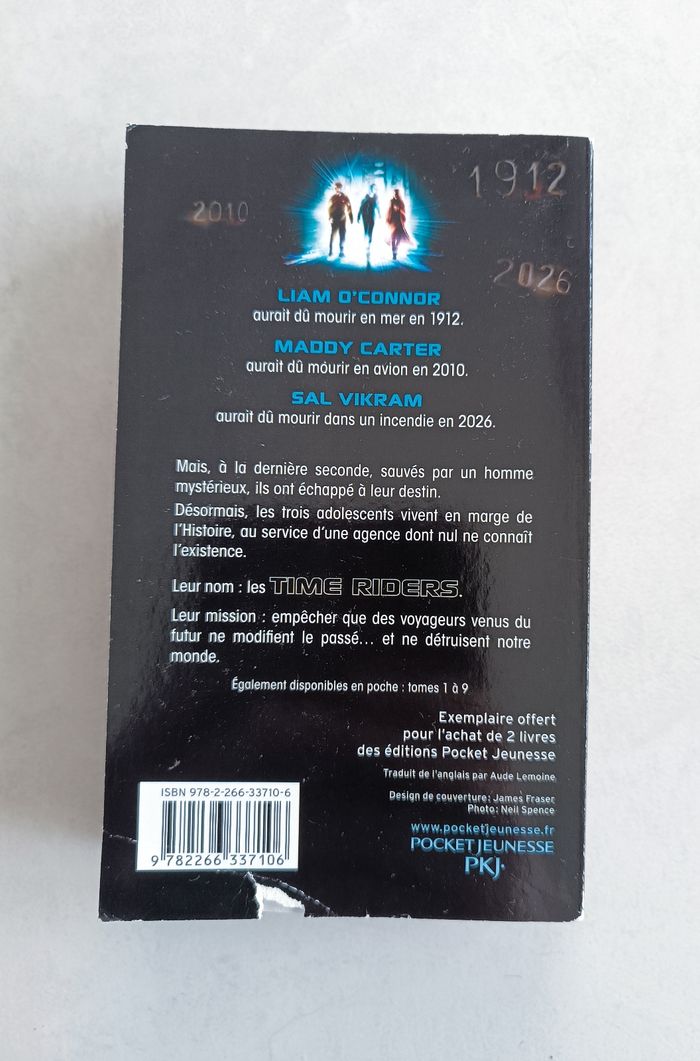 1912
2010
2026
LIAM O'CONNOR
aurait dû mourir en mer en 1912.
MADDY CARTER
aurait dû mourir en avion en 2010.
SAL VIKRAM
aurait dû mourir dans un incendie en 2026.
Mais, à la dernière seconde, sauvés par un homme
mystérieux, ils ont échappé à leur destin.
Désormais, les trois adolescents vivent en marge de
l'Histoire, au service d'une agence dont nul ne connaît
l'existence.
Leur nom : les TIME RIDERS.
Leur mission : empêcher que des voyageurs venus du
futur ne modifient le passé... et ne détruisent notre
monde.
Également disponibles en poche : tomes 1 à 9
Exemplaire offert
pour l'achat de 2 livres
des éditions Pocket Jeunesse
Traduit de l'anglais par Aude Lemoine
Design de couverture : James Fraser
Photo : Neil Spence
www.pocketjeunesse.fr
POCKET JEUNESSE
PKJ·
ISBN 978-2-266-33710-6
9 782266 337106